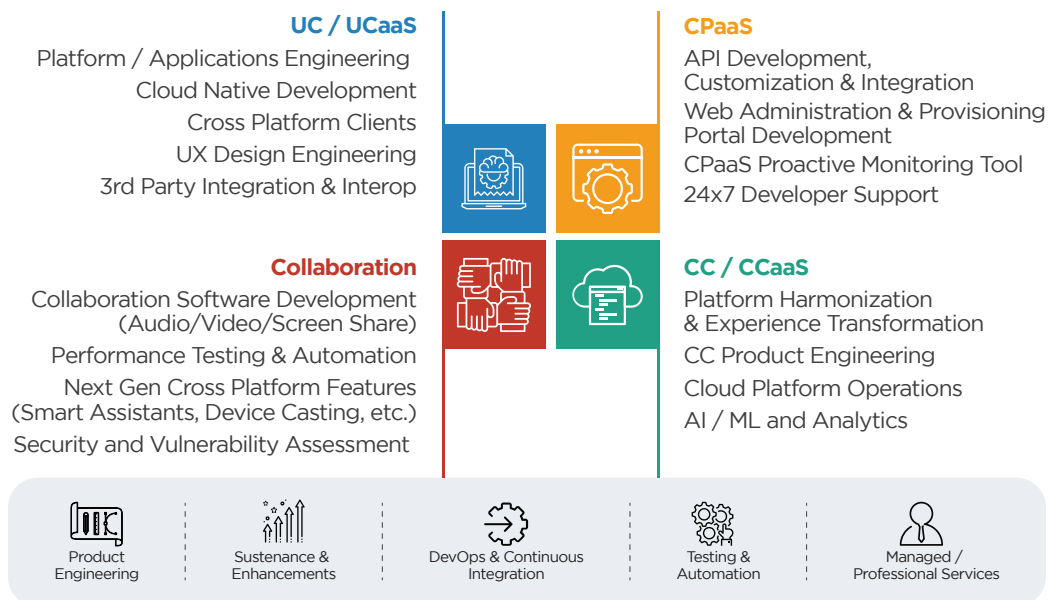 UC / UCaaS
Platform / Applications Engineering
Cloud Native Development
Cross Platform Clients
UX Design Engineering
3rd Party Integration & Interop
CPaaS
API Development,
Customization & Integration
Web Administration & Provisioning
Portal Development
CPaaS Proactive Monitoring Tool
24x7 Developer Support
Collaboration
Collaboration Software Development
(Audio/Video/Screen Share)
Performance Testing & Automation
Next Gen Cross Platform Features
(Smart Assistants, Device Casting, etc.)
Security and Vulnerability Assessment
CC / CCaaS
Platform Harmonization
& Experience Transformation
CC Product Engineering
Cloud Platform Operations
AI / ML and Analytics
Product
Engineering
Sustenance &
Enhancements
DevOps & Continuous
Integration
Testing &
Automation
Managed /
Professional Services